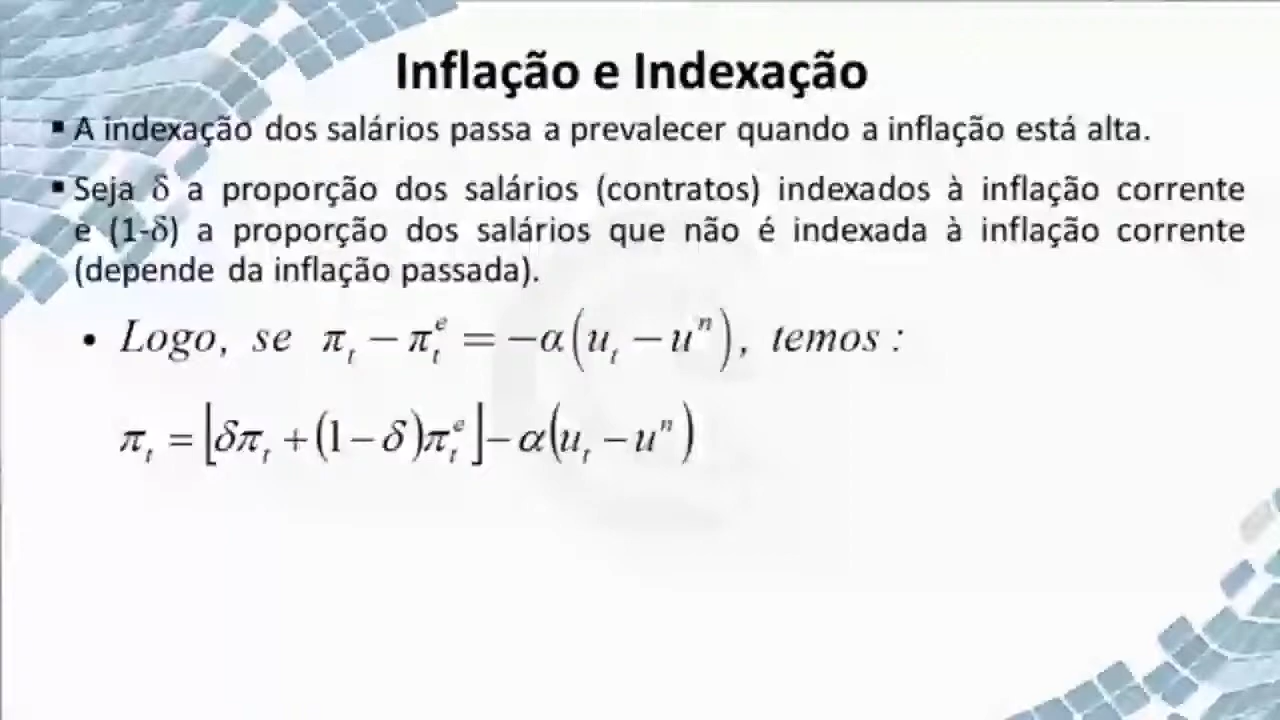 Inflação e Indexação
▪ A indexação dos salários passa a prevalecer quando a inflação está alta.
▪ Seja δ a proporção dos salários (contratos) indexados à inflação corrente
e (1-δ) a proporção dos salários que não é indexada à inflação corrente
(depende da inflação passada).
• Logo, se π_t − π_t^e = −α(u_t − u^n), temos :
π_t = ⌊δπ_t + (1−δ)π_t^e⌋ − α(u_t − u^n)